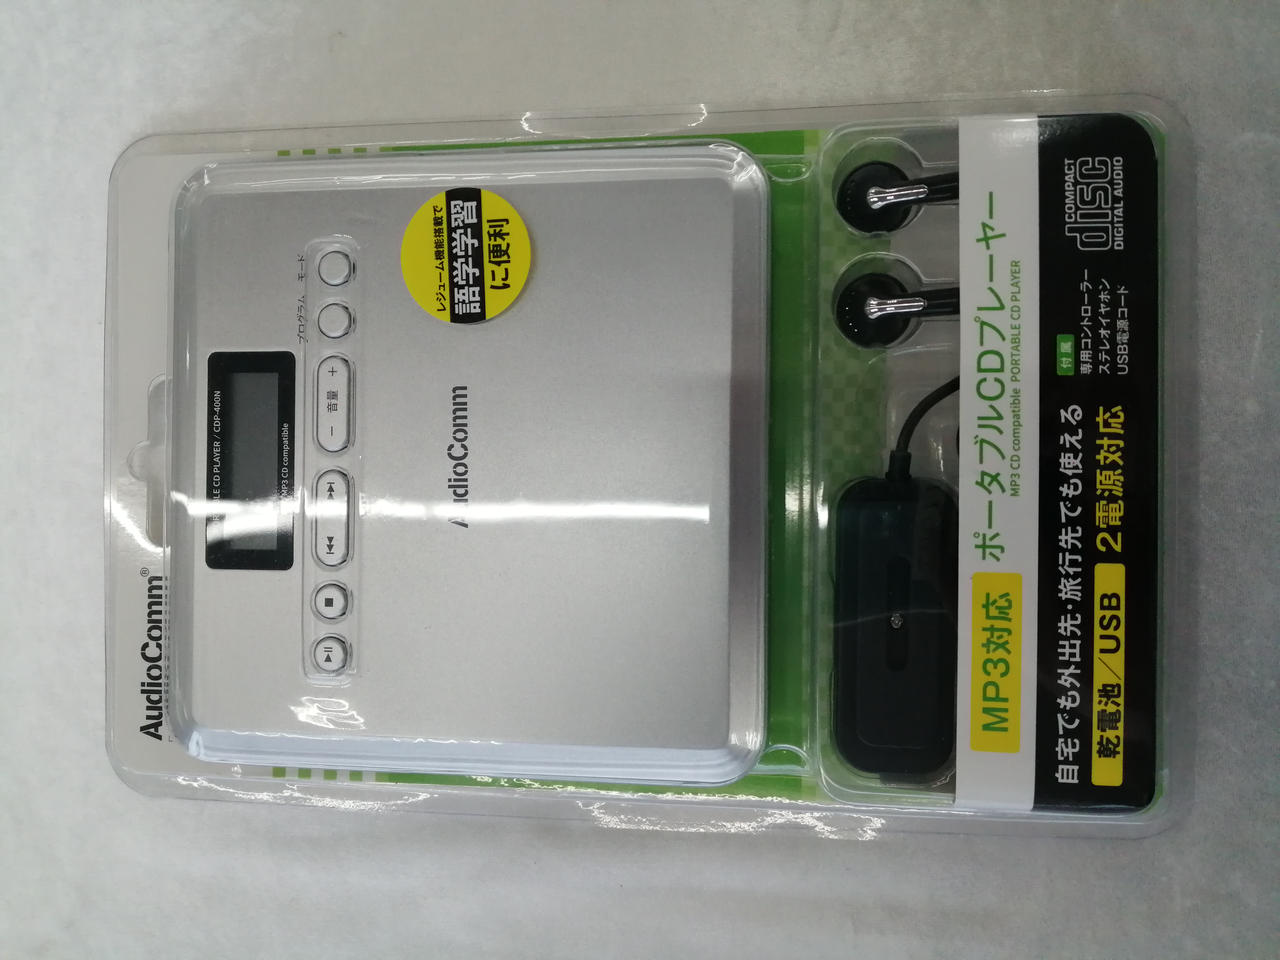 AudioComm®
PORTABLE CD PLAYER / CDP-400N
MP3 CD compatible
プログラム モード
− 音量 +
レジューム機能搭載で
語学学習
に便利
AudioComm
MP3対応
ポータブルCDプレーヤー
MP3 CD compatible PORTABLE CD PLAYER
自宅でも外出先・旅行先でも使える
乾電池/USB 2電源対応
付属
専用コントローラー
ステレオイヤホン
USB電源コード
COMPACT
disc
DIGITAL AUDIO